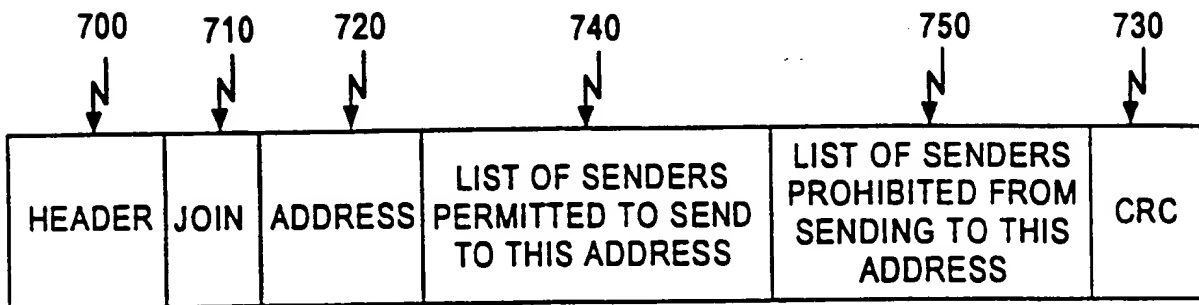 700 710 720 740 750 730
HEADER
JOIN
ADDRESS
LIST OF SENDERS
PERMITTED TO SEND
TO THIS ADDRESS
LIST OF SENDERS
PROHIBITED FROM
SENDING TO THIS
ADDRESS
CRC